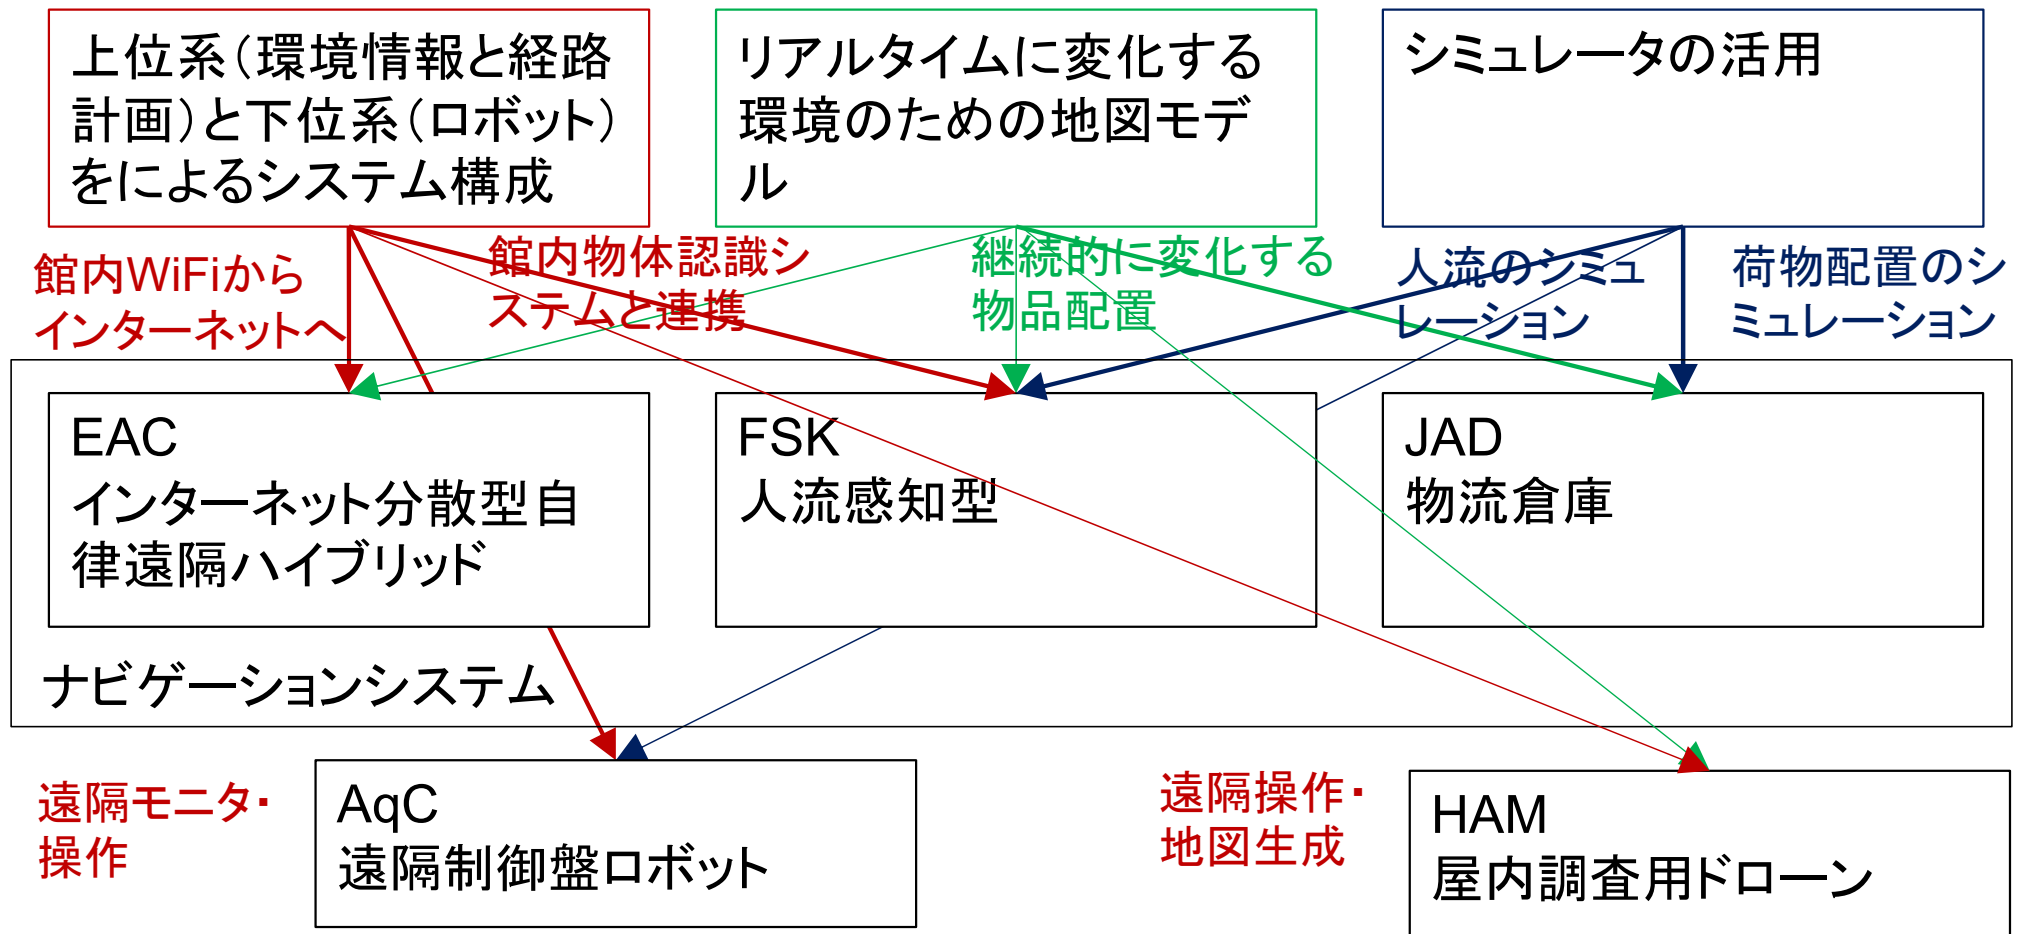 上位系（環境情報と経路
計画）と下位系（ロボット）
をによるシステム構成
リアルタイムに変化する
環境のための地図モデ
ル
シミュレータの活用
館内WiFiから
インターネットへ
館内物体認識シ
ステムと連携
継続的に変化する
物品配置
人流のシミュ
レーション
荷物配置のシ
ミュレーション
EAC
インターネット分散型自
律遠隔ハイブリッド
FSK
人流感知型
JAD
物流倉庫
ナビゲーションシステム
遠隔モニタ・
操作
AqC
遠隔制御盤ロボット
遠隔操作・
地図生成
HAM
屋内調査用ドローン